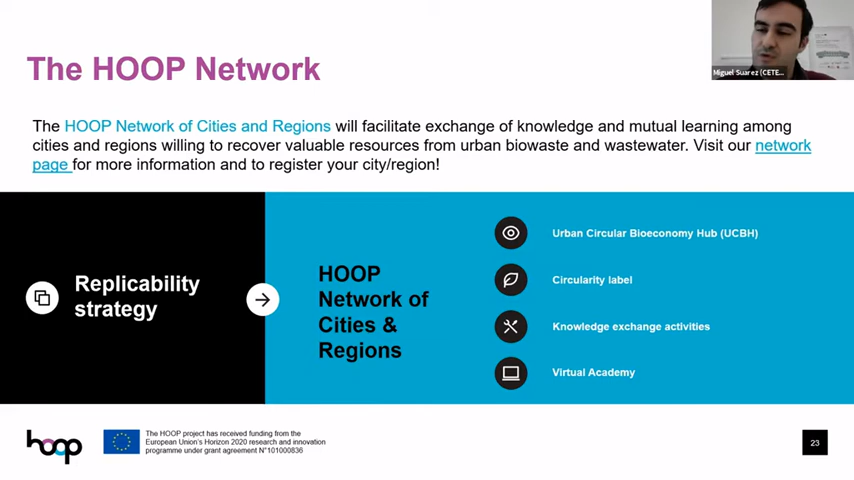 The HOOP Network
Miguel Suarez (CETE...
The HOOP Network of Cities and Regions will facilitate exchange of knowledge and mutual learning among
cities and regions willing to recover valuable resources from urban biowaste and wastewater. Visit our network
page for more information and to register your city/region!
Replicability
strategy
HOOP
Network of
Cities &
Regions
Urban Circular Bioeconomy Hub (UCBH)
Circularity label
Knowledge exchange activities
Virtual Academy
hoop
The HOOP project has received funding from the
European Union's Horizon 2020 research and innovation
programme under grant agreement N°101000836
23